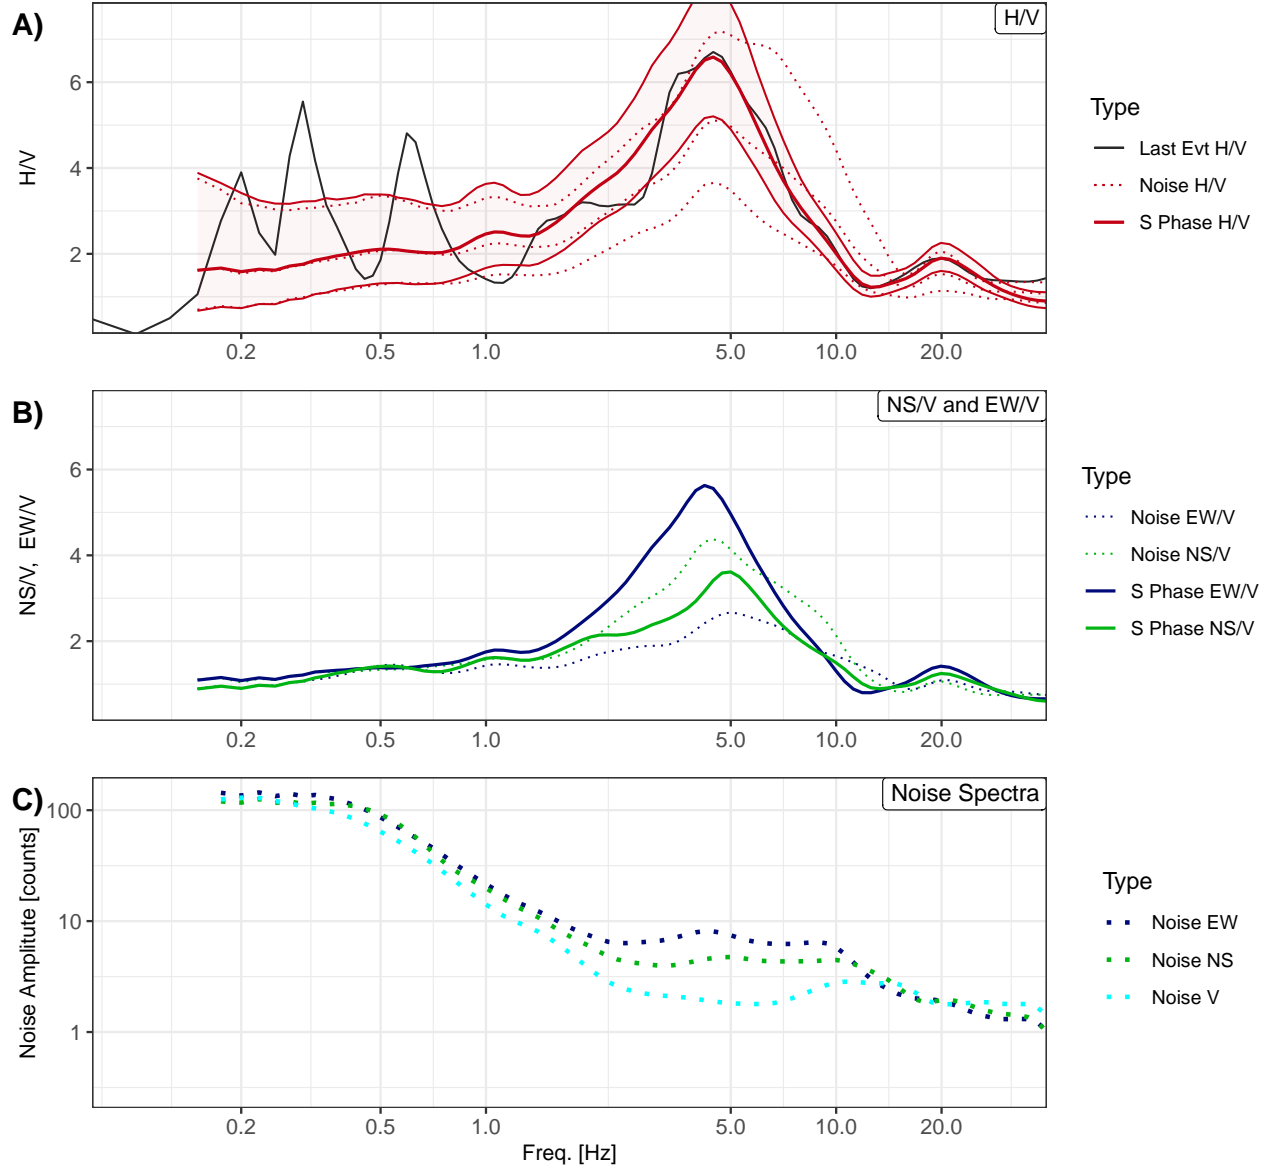 A)
H/V
H/V
6
4
2
0.2 0.5 1.0 5.0 10.0 20.0
Type
Last Evt H/V
Noise H/V
S Phase H/V
B)
NS/V and EW/V
NS/V,  EW/V
6
4
2
0.2 0.5 1.0 5.0 10.0 20.0
Type
Noise EW/V
Noise NS/V
S Phase EW/V
S Phase NS/V
C)
Noise Spectra
Noise Amplitute [counts]
100
10
1
0.2 0.5 1.0 5.0 10.0 20.0
Freq. [Hz]
Type
Noise EW
Noise NS
Noise V